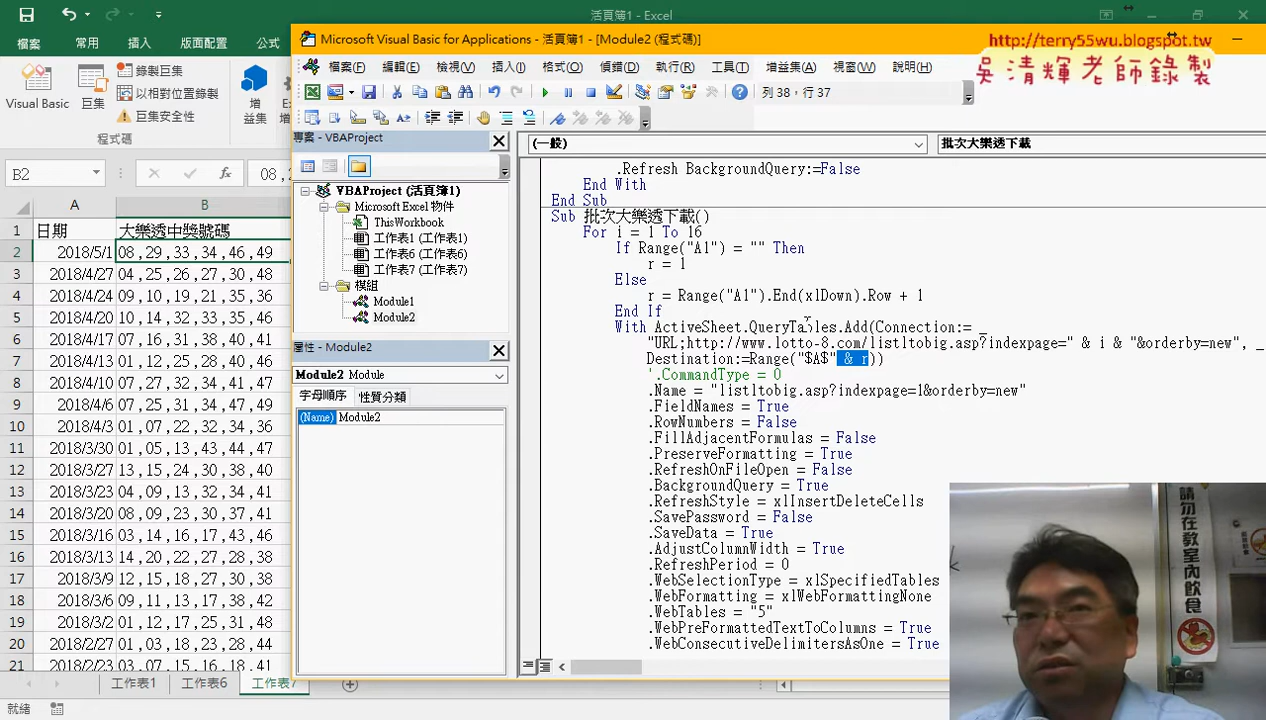 活頁簿1 - Excel
檔案 常用 插入 版面配置 公式
Visual Basic 巨集 錄製巨集
以相對位置錄製
巨集安全性
增益集
程式碼
B2
A B
1 日期 大樂透中獎號碼
2 2018/5/1 08 , 29 , 33 , 34 , 46 , 49
3 2018/4/27 04 , 25 , 26 , 27 , 30 , 48
4 2018/4/24 09 , 10 , 19 , 21 , 35 , 36
5 2018/4/20 10 , 14 , 32 , 33 , 35 , 46
6 2018/4/17 07 , 16 , 31 , 38 , 39 , 40
7 2018/4/13 01 , 16 , 31 , 38 , 40 , 41
8 2018/4/10 07 , 27 , 32 , 34 , 41 , 47
9 2018/4/6 07 , 25 , 31 , 34 , 47 , 49
10 2018/4/3 01 , 07 , 22 , 32 , 34 , 36
11 2018/3/30 01 , 05 , 13 , 43 , 44 , 47
12 2018/3/27 13 , 15 , 24 , 30 , 38 , 40
13 2018/3/23 04 , 09 , 13 , 32 , 34 , 41
14 2018/3/20 08 , 09 , 23 , 30 , 37 , 41
15 2018/3/16 03 , 14 , 16 , 17 , 43 , 46
16 2018/3/13 14 , 20 , 22 , 27 , 28 , 38
17 2018/3/9 12 , 15 , 18 , 27 , 30 , 38
18 2018/3/6 09 , 11 , 13 , 17 , 38 , 42
19 2018/3/2 01 , 12 , 17 , 25 , 31 , 48
20 2018/2/27 01 , 03 , 18 , 23 , 28 , 44
21 2018/2/23 03 , 07 , 15 , 16 , 18 , 41
工作表1 工作表6 工作表7
就緒
Microsoft Visual Basic for Applications - 活頁簿1 - [Module2 (程式碼)]
檔案(F) 編輯(E) 檢視(V) 插入(I) 格式(O) 偵錯(D) 執行(R) 工具(T) 增益集(A) 視窗(W) 說明(H)
列 38，行 37
專案 - VBAProject
VBAProject (活頁簿1)
Microsoft Excel 物件
ThisWorkbook
工作表1 (工作表1)
工作表6 (工作表6)
工作表7 (工作表7)
模組
Module1
Module2
屬性 - Module2
Module2 Module
字母順序 性質分類
(Name) Module2
(一般) 批次大樂透下載
.Refresh BackgroundQuery:=False
End With
End Sub
Sub 批次大樂透下載()
For i = 1 To 16
If Range("A1") = "" Then
r = 1
Else
r = Range("A1").End(xlDown).Row + 1
End If
With ActiveSheet.QueryTables.Add(Connection:= _
"URL;http://www.lotto-8.com/listltobig.asp?indexpage=" & i & "&orderby=new", _
Destination:=Range("$A$" & r))
'.CommandType = 0
.Name = "listltobig.asp?indexpage=1&orderby=new"
.FieldNames = True
.RowNumbers = False
.FillAdjacentFormulas = False
.PreserveFormatting = True
.RefreshOnFileOpen = False
.BackgroundQuery = True
.RefreshStyle = xlInsertDeleteCells
.SavePassword = False
.SaveData = True
.AdjustColumnWidth = True
.RefreshPeriod = 0
.WebSelectionType = xlSpecifiedTables
.WebFormatting = xlWebFormattingNone
.WebTables = "5"
.WebPreFormattedTextToColumns = True
.WebConsecutiveDelimitersAsOne = True
http://terry55wu.blogspot.tw
吳清輝老師錄製
請勿在教室內飲食